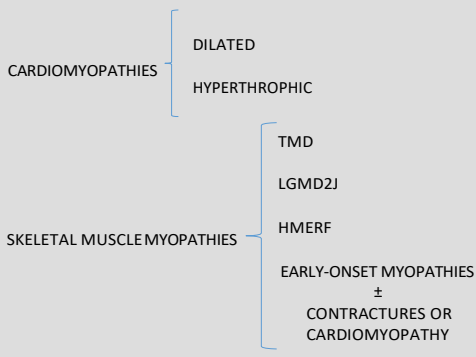 CARDIOMYOPATHIES
DILATED
HYPERTHROPHIC
SKELETAL MUSCLE MYOPATHIES
TMD
LGMD2J
HMERF
EARLY-ONSET MYOPATHIES
±
CONTRACTURES OR
CARDIOMYOPATHY